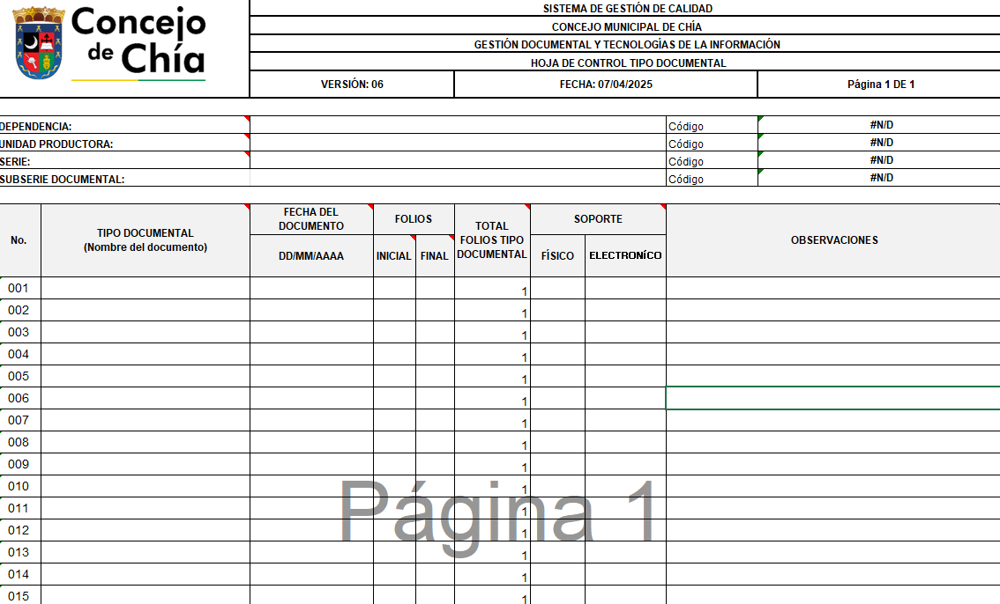 Concejo
de Chía
SISTEMA DE GESTIÓN DE CALIDAD
CONCEJO MUNICIPAL DE CHÍA
GESTIÓN DOCUMENTAL Y TECNOLOGÍAS DE LA INFORMACIÓN
HOJA DE CONTROL TIPO DOCUMENTAL
VERSIÓN: 06 FECHA: 07/04/2025 Página 1 DE 1
DEPENDENCIA: Código #N/D
UNIDAD PRODUCTORA: Código #N/D
SERIE: Código #N/D
SUBSERIE DOCUMENTAL: Código #N/D
No.
TIPO DOCUMENTAL
(Nombre del documento)
FECHA DEL
DOCUMENTO
DD/MM/AAAA
FOLIOS
INICIAL FINAL
TOTAL
FOLIOS TIPO
DOCUMENTAL
SOPORTE
FÍSICO ELECTRONÍCO
OBSERVACIONES
001 1
002 1
003 1
004 1
005 1
006 1
007 1
008 1
009 1
010 1
011 1
012 1
013 1
014 1
015 1
Página 1